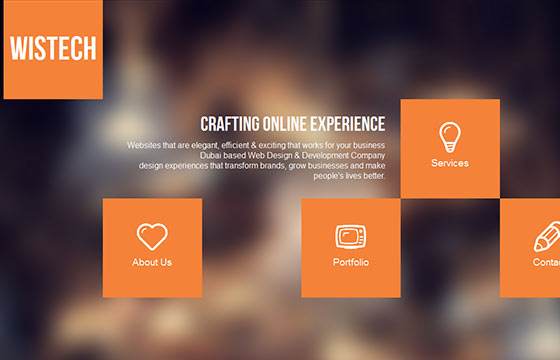 WISTECH
CRAFTING ONLINE EXPERIENCE
Websites that are elegant, efficient & exciting that works for your business
Dubai based Web Design & Development Company
design experiences that transform brands, grow businesses and make
people's lives better.
Services
About Us
Portfolio
Contac